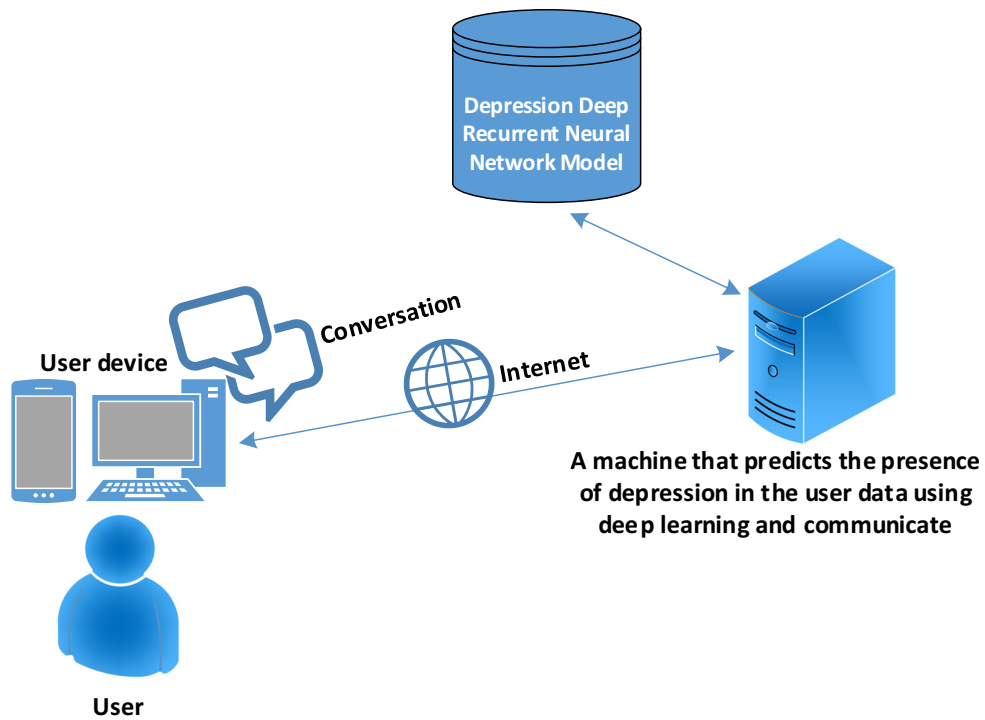 Depression Deep
Recurrent Neural
Network Model
Conversation
User device
Internet
A machine that predicts the presence
of depression in the user data using
deep learning and communicate
User